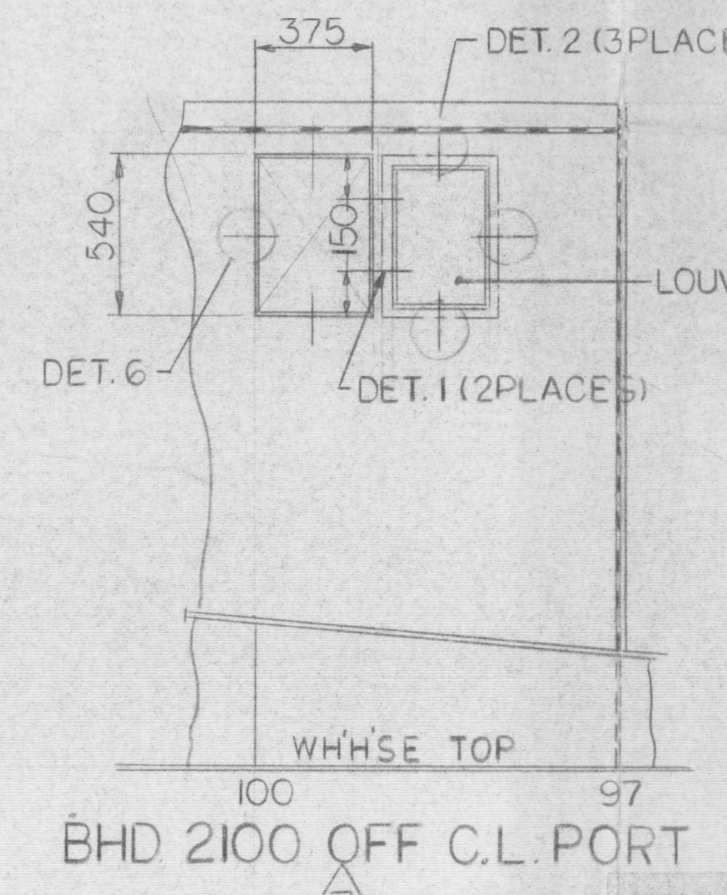 375
DET. 2 (3PLACE
540
150
LOUV
DET. 6
DET. 1 (2PLACES)
WH'H'SE TOP
100 97
BHD 2100 OFF C.L. PORT